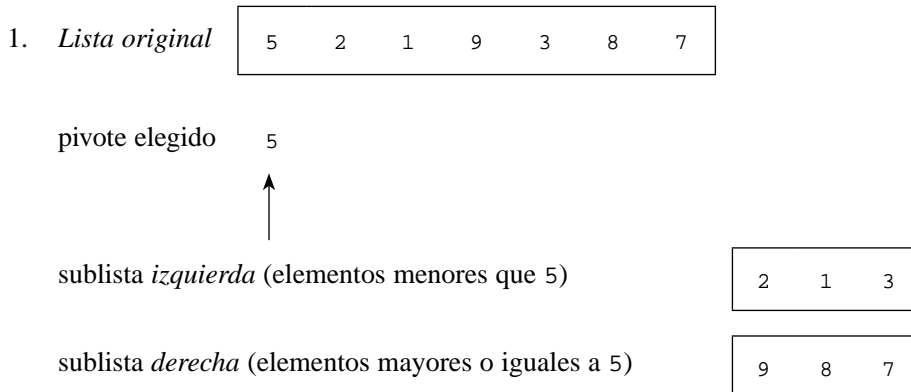 1. Lista original 5 2 1 9 3 8 7
pivote elegido 5
sublista izquierda (elementos menores que 5) 2 1 3
sublista derecha (elementos mayores o iguales a 5) 9 8 7